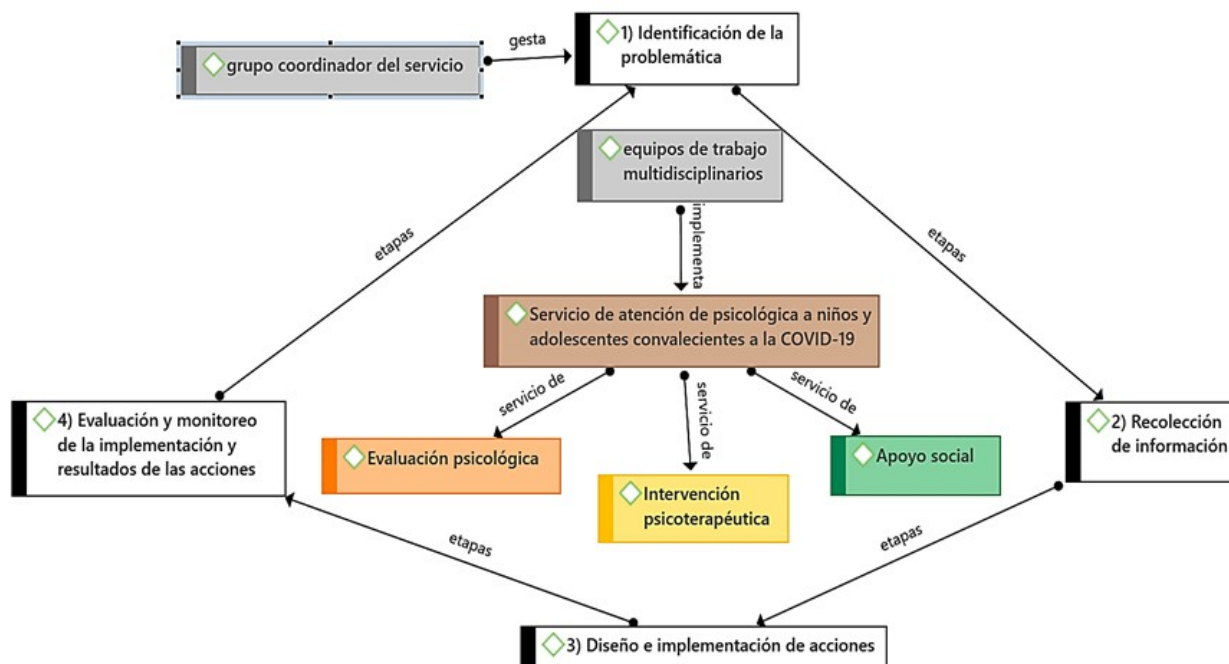 grupo coordinador del servicio
gesta
1) Identificación de la
problemática
equipos de trabajo
multidisciplinarios
implementa
etapas
etapas
Servicio de atención de psicológica a niños y
adolescentes convalecientes a la COVID-19
servicio de
servicio de
servicio de
4) Evaluación y monitoreo
de la implementación y
resultados de las acciones
Evaluación psicológica
Intervención
psicoterapéutica
Apoyo social
2) Recolección
de información
etapas
etapas
3) Diseño e implementación de acciones